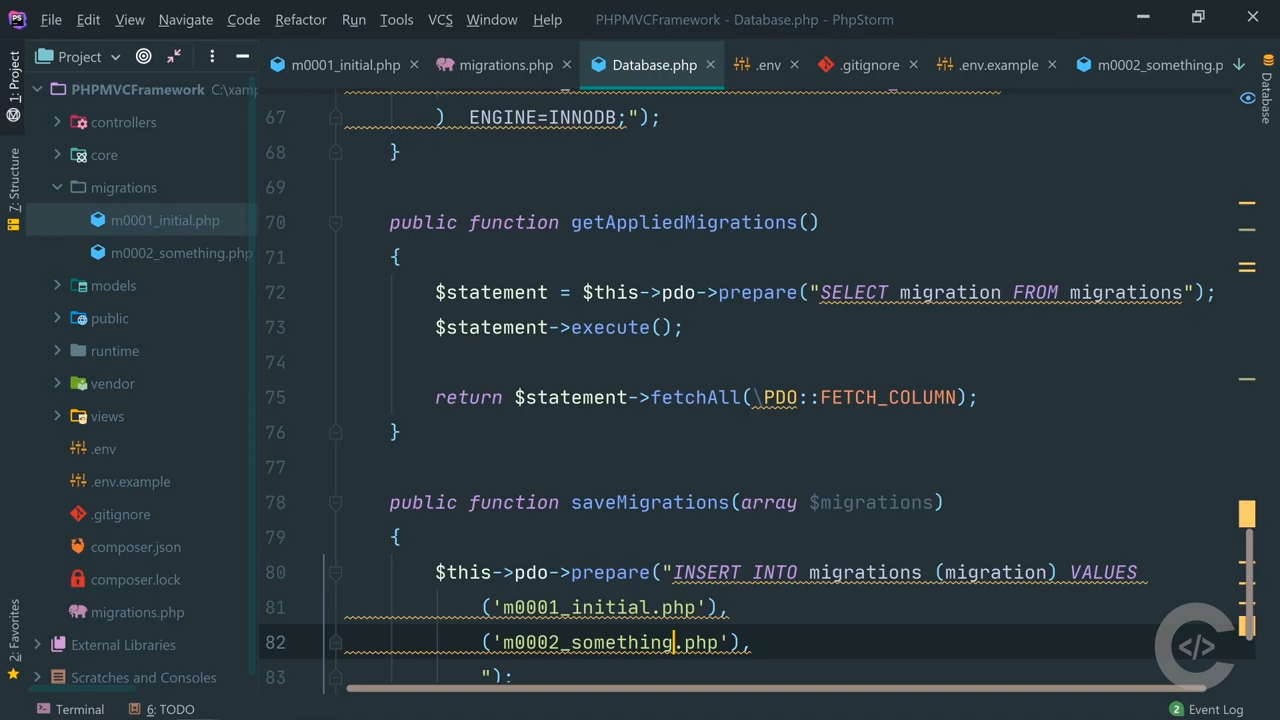 File Edit View Navigate Code Refactor Run Tools VCS Window Help PHPMVCFramework - Database.php - PhpStorm
Project
m0001_initial.php migrations.php Database.php .env .gitignore .env.example m0002_something.p
1: Project
7: Structure
2: Favorites
Database
PHPMVCFramework C:\xamp
controllers
core
migrations
m0001_initial.php
m0002_something.php
models
public
runtime
vendor
views
.env
.env.example
.gitignore
composer.json
composer.lock
migrations.php
External Libraries
Scratches and Consoles
67 ) ENGINE=INNODB;");
68 }
69
70 public function getAppliedMigrations()
71 {
72 $statement = $this->pdo->prepare("SELECT migration FROM migrations");
73 $statement->execute();
74
75 return $statement->fetchAll(\PDO::FETCH_COLUMN);
76 }
77
78 public function saveMigrations(array $migrations)
79 {
80 $this->pdo->prepare("INSERT INTO migrations (migration) VALUES
81 ('m0001_initial.php'),
82 ('m0002_something.php'),
83 ");
Terminal 6: TODO 2 Event Log